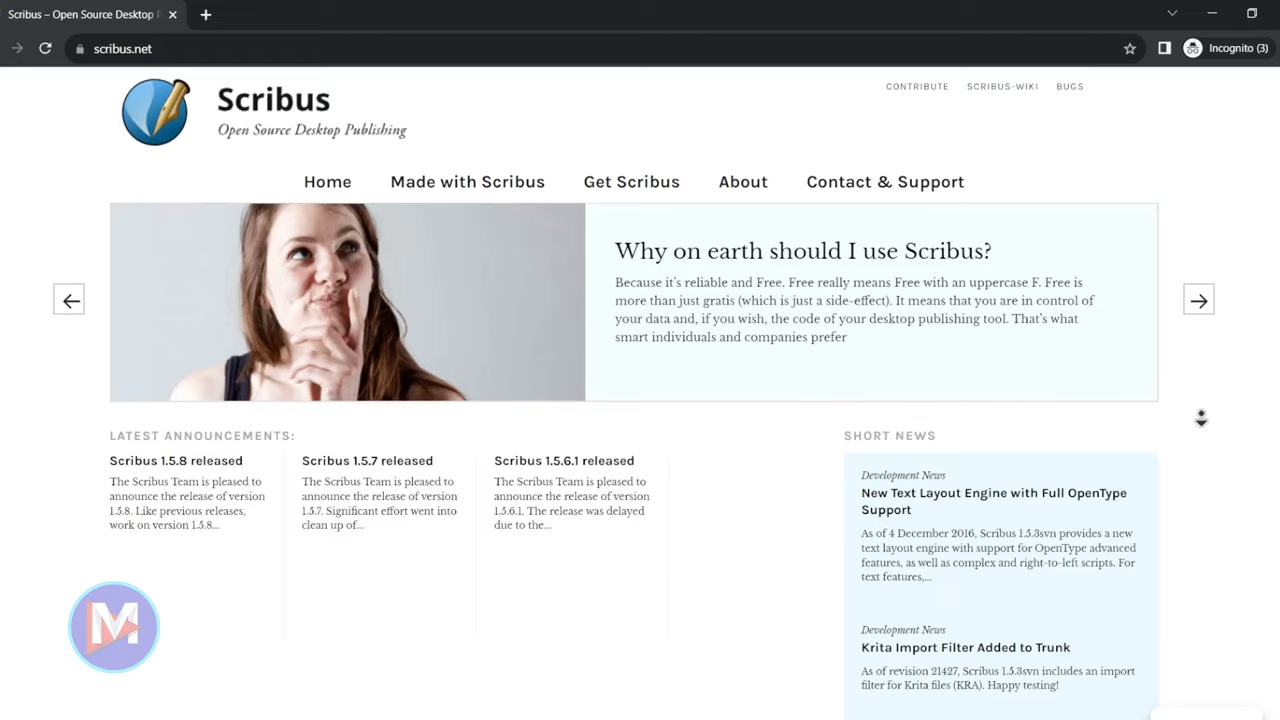 Scribus – Open Source Desktop
scribus.net
Incognito (3)
Scribus
Open Source Desktop Publishing
CONTRIBUTE SCRIBUS-WIKI BUGS
Home Made with Scribus Get Scribus About Contact & Support
Why on earth should I use Scribus?
Because it's reliable and Free. Free really means Free with an uppercase F. Free is
more than just gratis (which is just a side-effect). It means that you are in control of
your data and, if you wish, the code of your desktop publishing tool. That's what
smart individuals and companies prefer
LATEST ANNOUNCEMENTS:
Scribus 1.5.8 released
The Scribus Team is pleased to
announce the release of version
1.5.8. Like previous releases,
work on version 1.5.8...
Scribus 1.5.7 released
The Scribus Team is pleased to
announce the release of version
1.5.7. Significant effort went into
clean up of...
Scribus 1.5.6.1 released
The Scribus Team is pleased to
announce the release of version
1.5.6.1. The release was delayed
due to the...
SHORT NEWS
Development News
New Text Layout Engine with Full OpenType
Support
As of 4 December 2016, Scribus 1.5.3svn provides a new
text layout engine with support for OpenType advanced
features, as well as complex and right-to-left scripts. For
text features,...
Development News
Krita Import Filter Added to Trunk
As of revision 21427, Scribus 1.5.3svn includes an import
filter for Krita files (KRA). Happy testing!
M